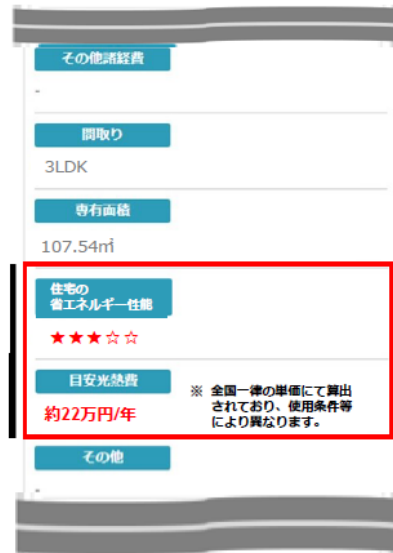 その他諸経費
-
間取り
3LDK
専有面積
107.54㎡
住宅の
省エネルギー性能
★★★☆☆
目安光熱費
約22万円/年
※ 全国一律の単価にて算出
されており、使用条件等
により異なります。
その他
-